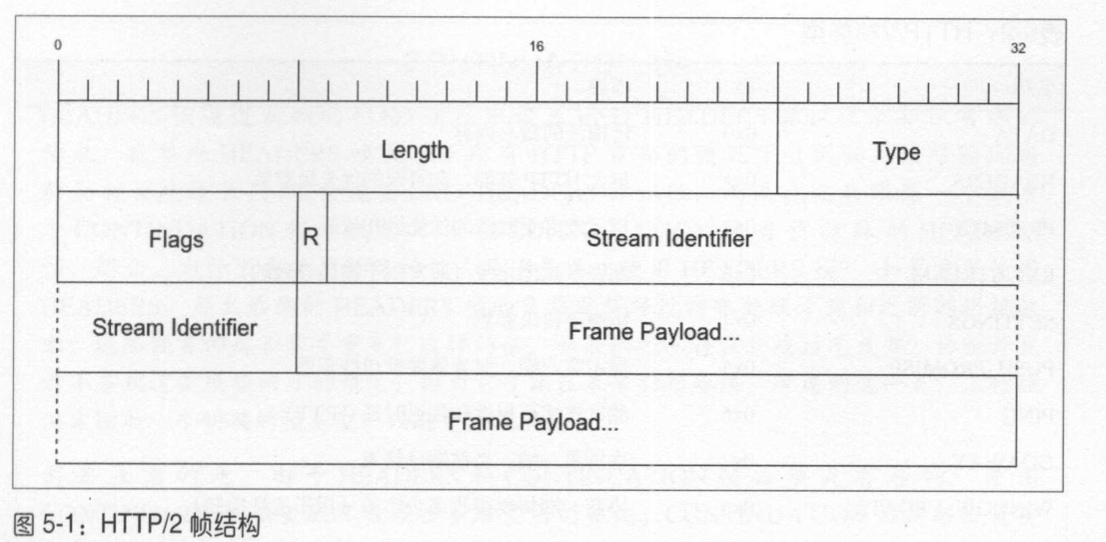 0 16 32
Length Type
Flags R Stream Identifier
Stream Identifier Frame Payload...
Frame Payload...
图 5-1：HTTP/2 帧结构